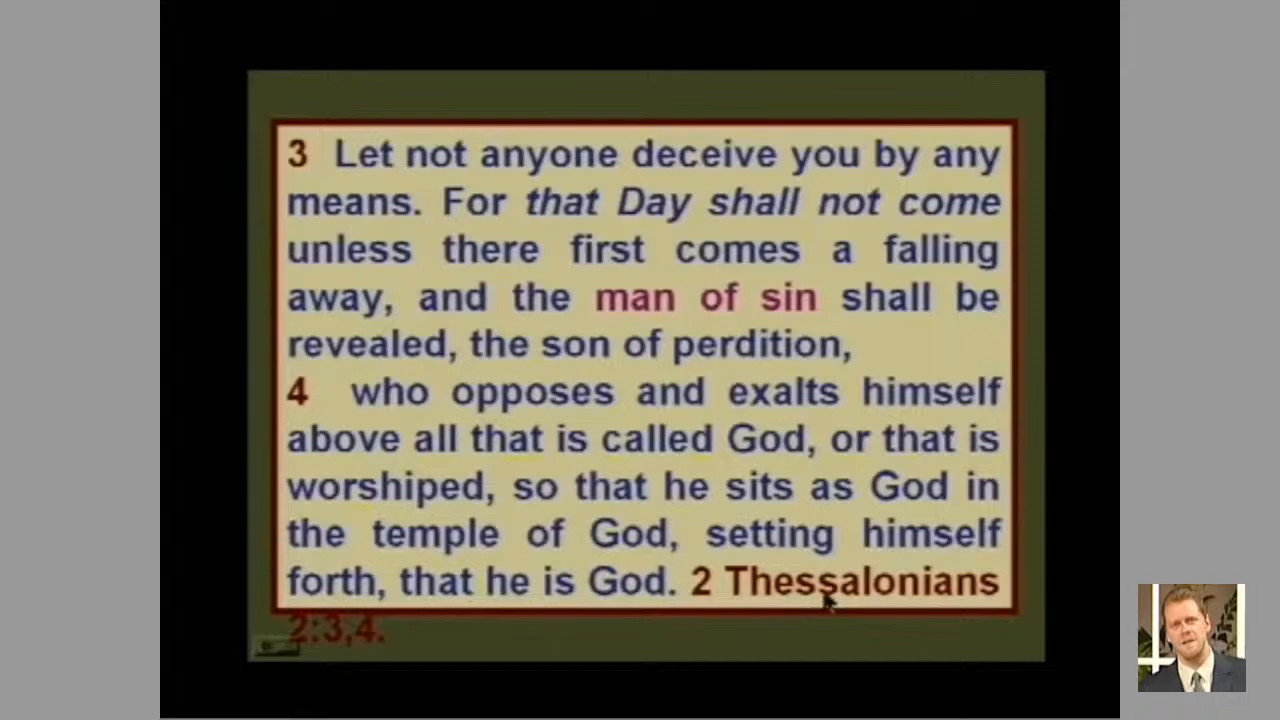 3 Let not anyone deceive you by any
means. For that Day shall not come
unless there first comes a falling
away, and the man of sin shall be
revealed, the son of perdition,
4 who opposes and exalts himself
above all that is called God, or that is
worshiped, so that he sits as God in
the temple of God, setting himself
forth, that he is God. 2 Thessalonians
2:3,4.